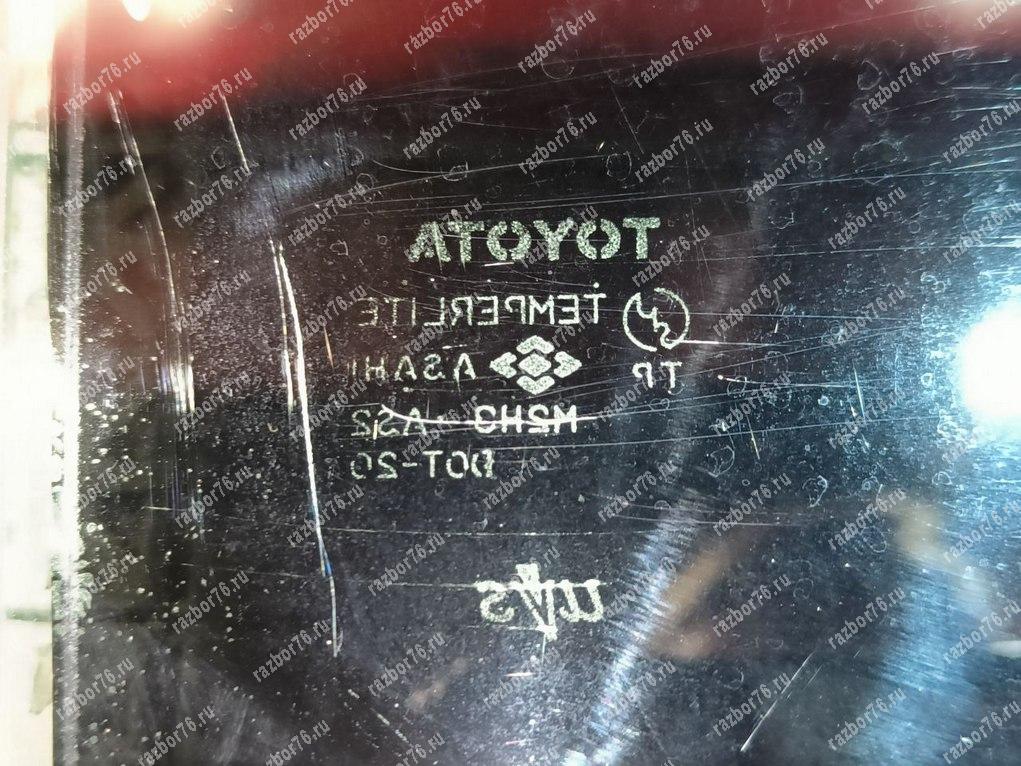 TOYOTA
TEMPERLITE
TP ASAHI
M2H3 AS2
DOT-20
razbor76.ru